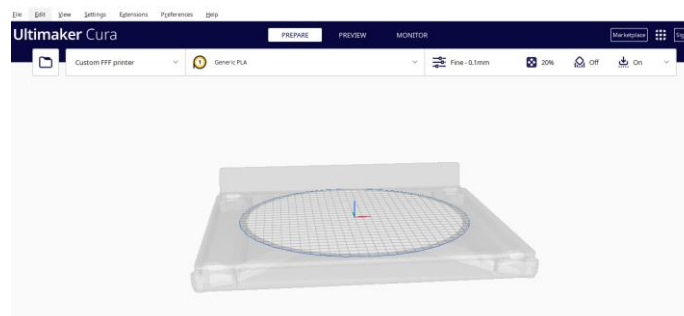 File Edit View Settings Extensions Preferences Help
Ultimaker Cura PREPARE PREVIEW MONITOR Marketplace
Custom FFF printer 1 Generic PLA Fine - 0.1mm 20% Off On